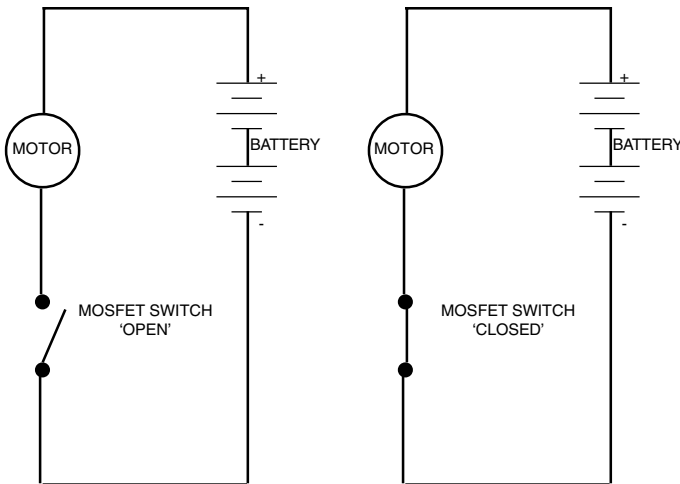 +
MOTOR
BATTERY
-
MOSFET SWITCH
‘OPEN’
+
MOTOR
BATTERY
-
MOSFET SWITCH
‘CLOSED’